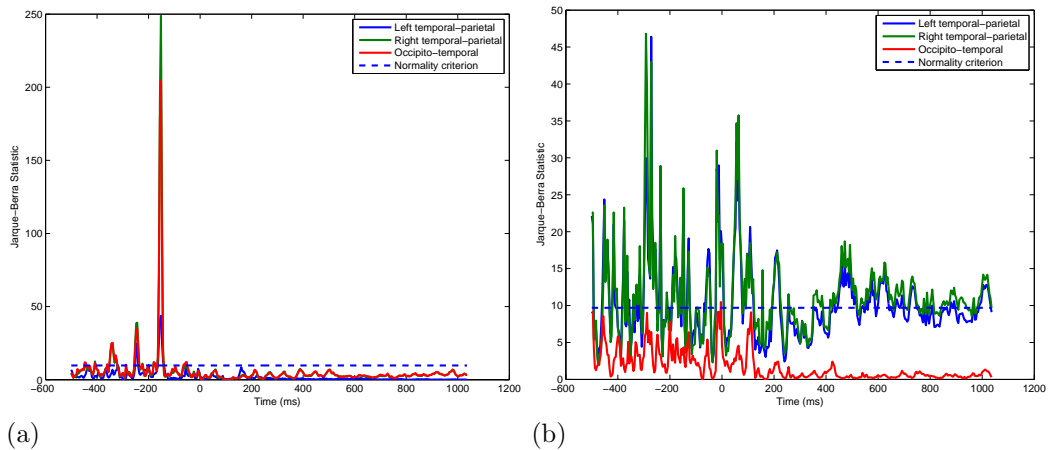 250
200
150
100
50
0
Jarque−Berra Statistic
−600 −400 −200 0 200 400 600 800 1000 1200
Time (ms)
Left temporal−parietal
Right temporal−parietal
Occipito−temporal
Normality criterion
(a)
50
45
40
35
30
25
20
15
10
5
0
Jarque−Berra Statistic
−600 −400 −200 0 200 400 600 800 1000 1200
Time (ms)
Left temporal−parietal
Right temporal−parietal
Occipito−temporal
Normality criterion
(b)